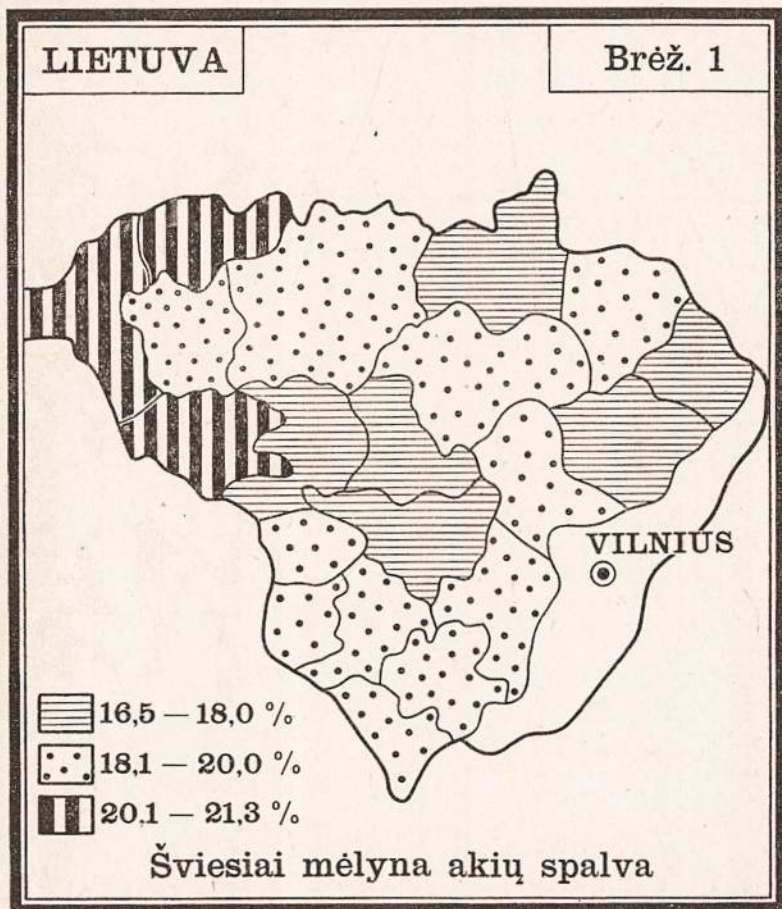 LIETUVA
Brėž. 1
VILNIUS
16,5 — 18,0 %
18,1 — 20,0 %
20,1 — 21,3 %
Šviesiai mėlyna akių spalva